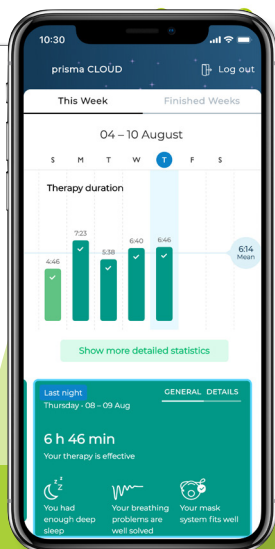 10:30
prisma CLOUD
Log out
This Week
Finished Weeks
04 – 10 August
S M T W T F S
Therapy duration
7:23
6:40 6:46
5:38
4:46
6:14
Mean
Show more detailed statistics
Last night
GENERAL DETAILS
Thursday - 08 – 09 Aug
6 h 46 min
Your therapy is effective
You had enough deep sleep
Your breathing problems are well solved
Your mask system fits well